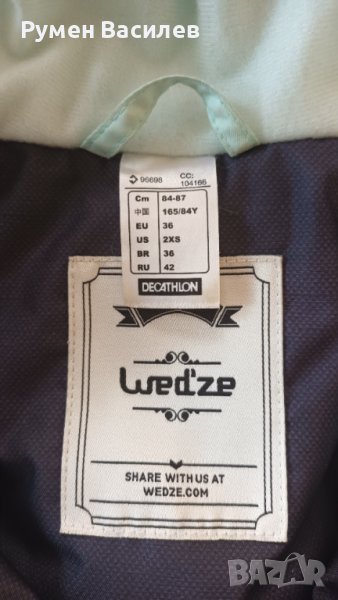 Румен Василев
96698 CC: 104166
Cm 84-87
中国 165/84Y
EU 36
US 2XS
BR 36
RU 42
DECATHLON
Wed'ze
SHARE WITH US AT
WEDZE.COM
BAZAR